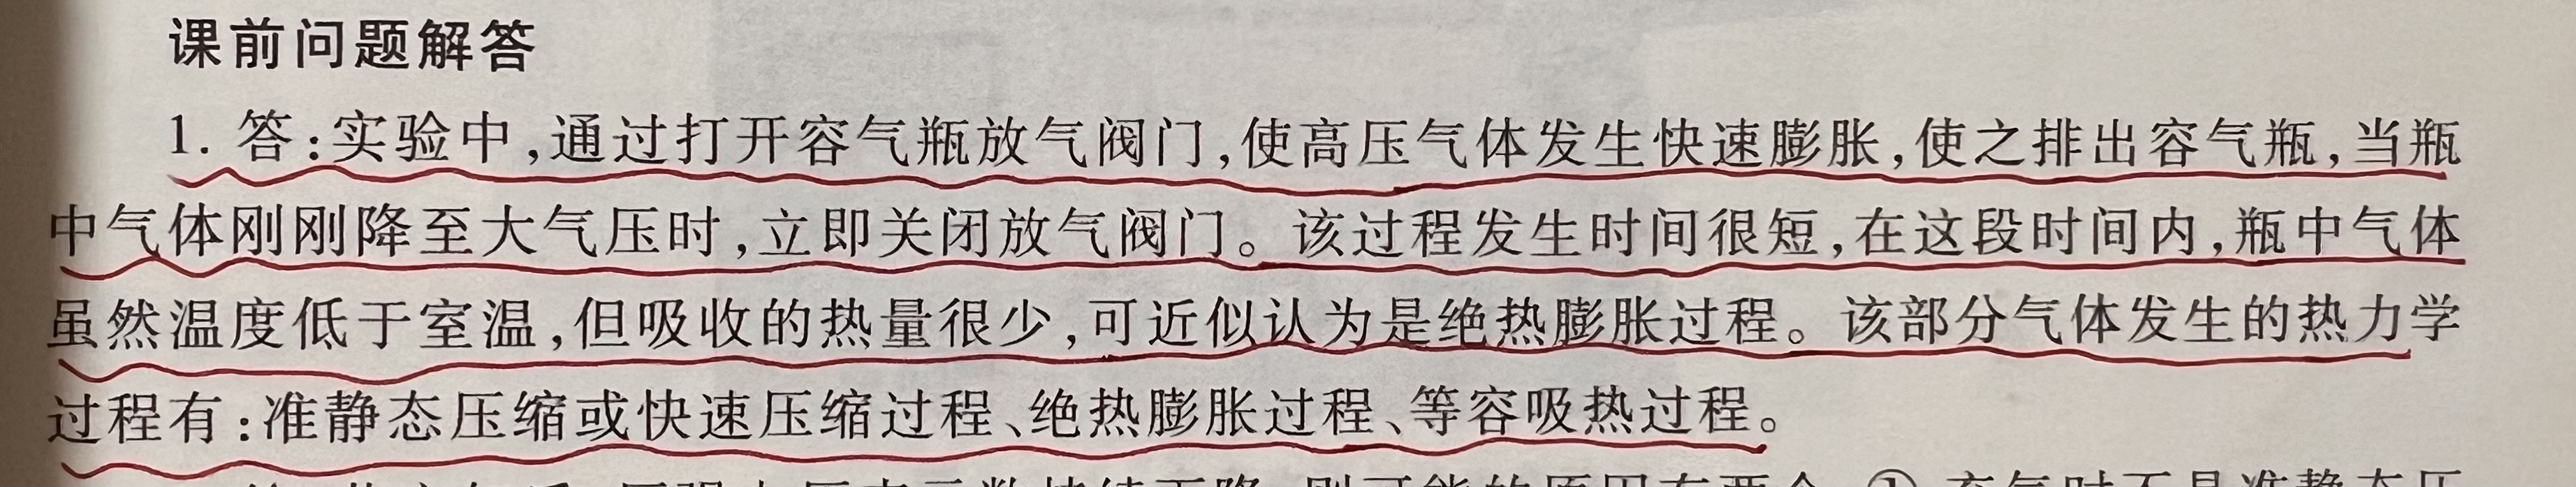 课前问题解答
1. 答:实验中,通过打开容气瓶放气阀门,使高压气体发生快速膨胀,使之排出容气瓶,当瓶
中气体刚刚降至大气压时,立即关闭放气阀门。该过程发生时间很短,在这段时间内,瓶中气体
虽然温度低于室温,但吸收的热量很少,可近似认为是绝热膨胀过程。该部分气体发生的热力学
过程有:准静态压缩或快速压缩过程、绝热膨胀过程、等容吸热过程。